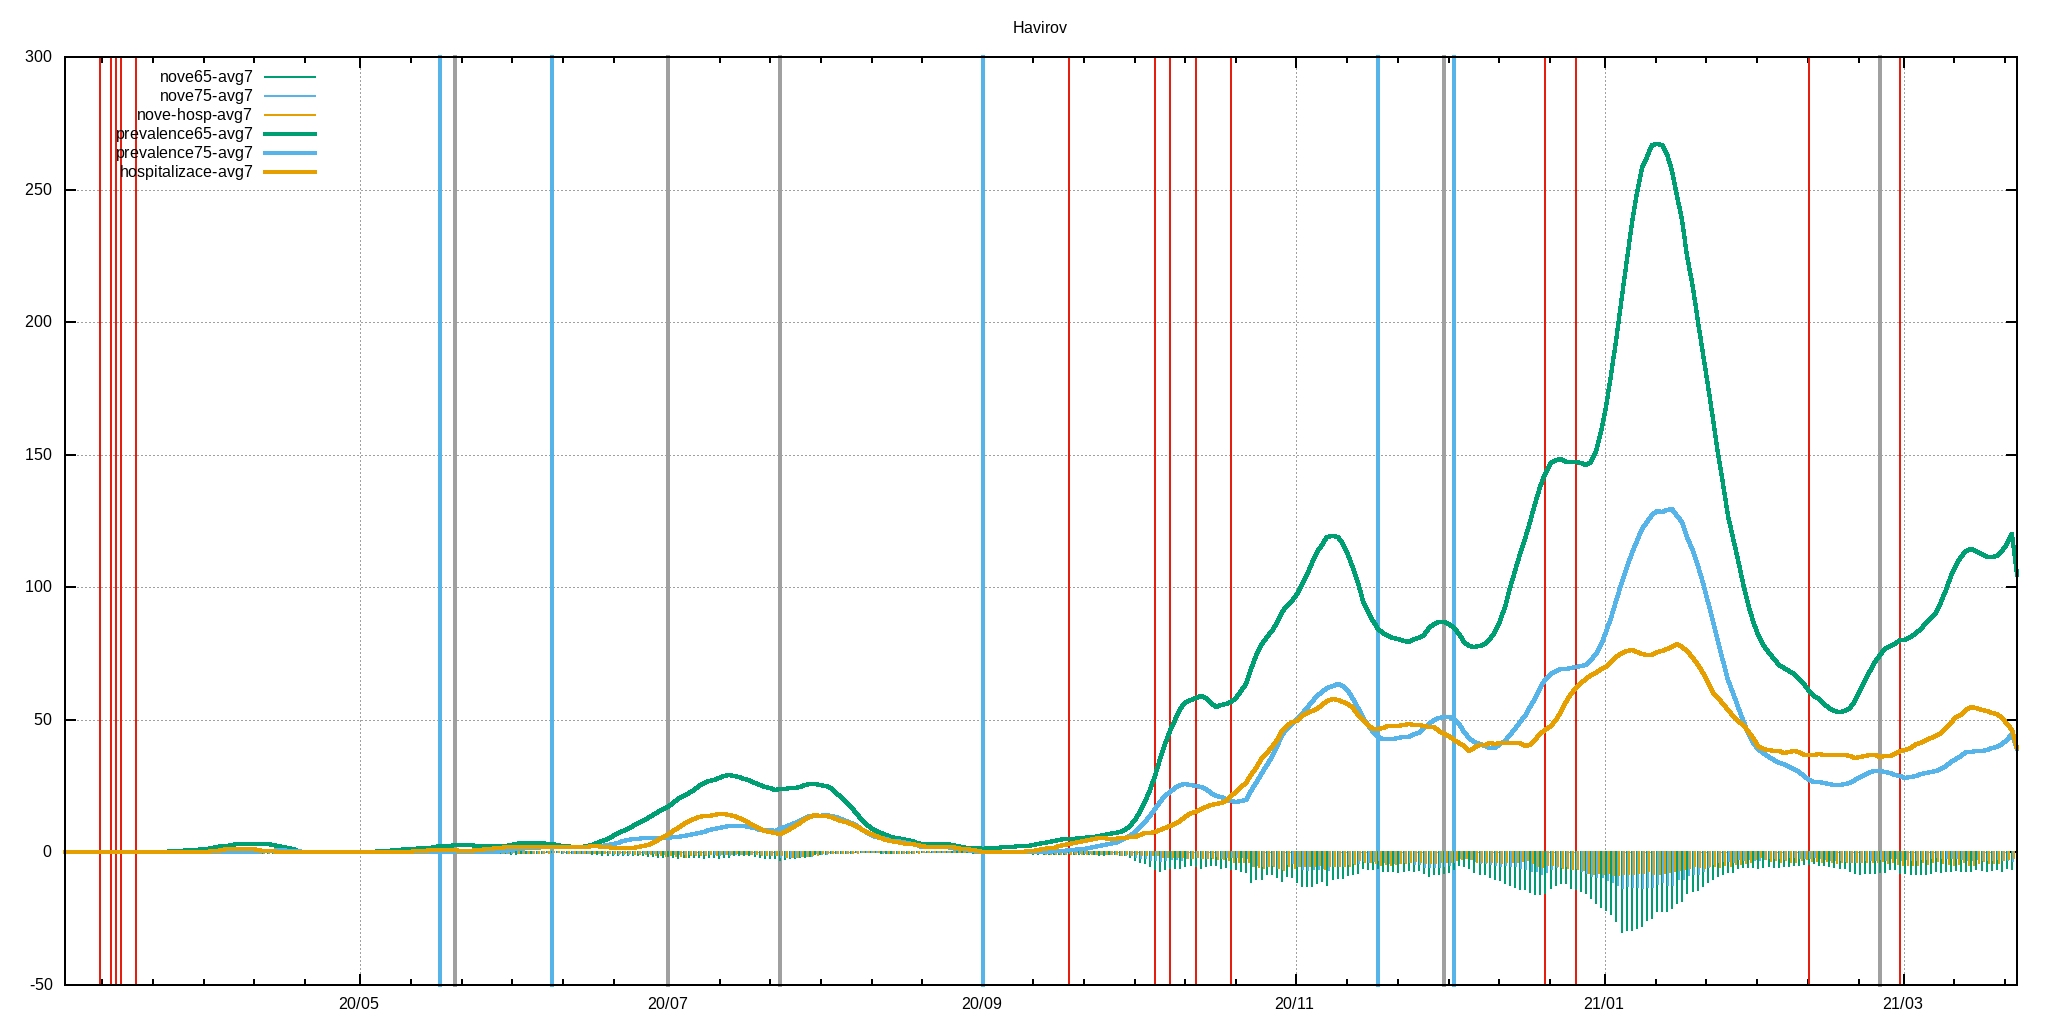 Havirov
300
250
200
150
100
50
0
-50
nove65-avg7
nove75-avg7
nove-hosp-avg7
prevalence65-avg7
prevalence75-avg7
hospitalizace-avg7
20/05 20/07 20/09 20/11 21/01 21/03